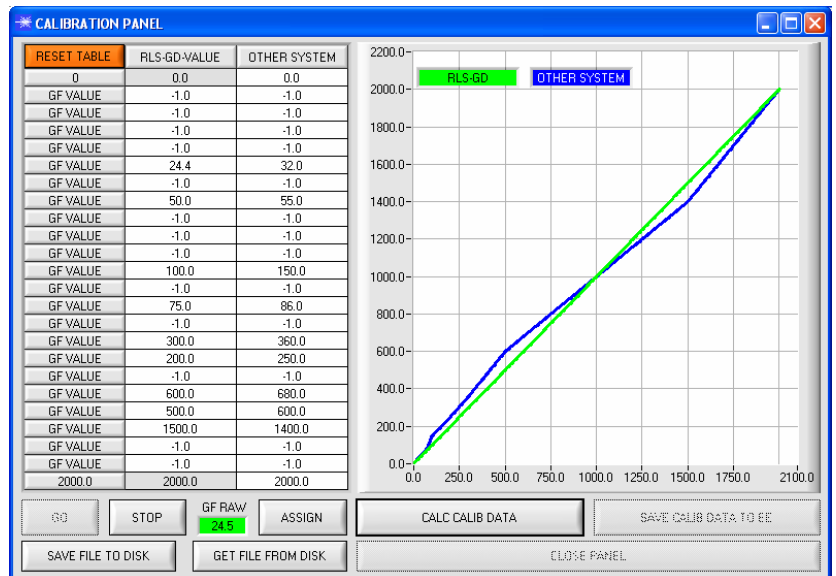 CALIBRATION PANEL
RESET TABLE RLS-GD-VALUE OTHER SYSTEM
0 0.0 0.0
GF VALUE -1.0 -1.0
GF VALUE -1.0 -1.0
GF VALUE -1.0 -1.0
GF VALUE -1.0 -1.0
GF VALUE 24.4 32.0
GF VALUE -1.0 -1.0
GF VALUE 50.0 55.0
GF VALUE -1.0 -1.0
GF VALUE -1.0 -1.0
GF VALUE -1.0 -1.0
GF VALUE 100.0 150.0
GF VALUE -1.0 -1.0
GF VALUE 75.0 86.0
GF VALUE -1.0 -1.0
GF VALUE 300.0 360.0
GF VALUE 200.0 250.0
GF VALUE -1.0 -1.0
GF VALUE 600.0 680.0
GF VALUE 500.0 600.0
GF VALUE 1500.0 1400.0
GF VALUE -1.0 -1.0
GF VALUE -1.0 -1.0
2000.0 2000.0 2000.0
2200.0
2000.0
1800.0
1600.0
1400.0
1200.0
1000.0
800.0
600.0
400.0
200.0
0.0
RLS-GD OTHER SYSTEM
0.0 250.0 500.0 750.0 1000.0 1250.0 1500.0 1750.0 2100.0
GO STOP GF RAW 24.5 ASSIGN CALC CALIB DATA SAVE CALIB DATA TO EE
SAVE FILE TO DISK GET FILE FROM DISK CLOSE PANEL